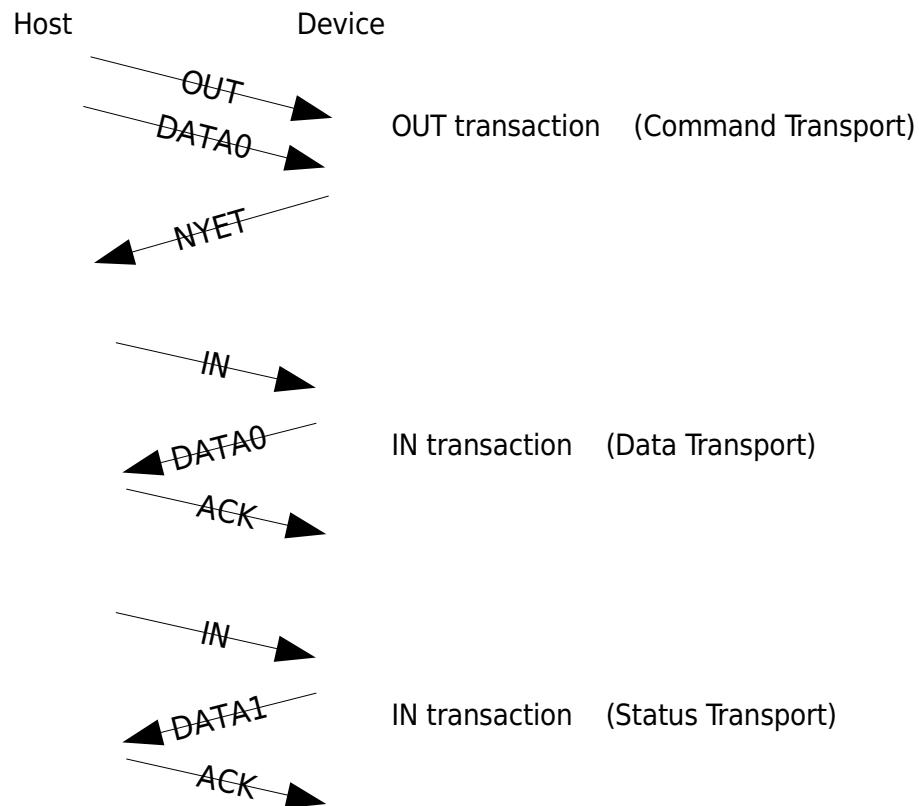 Host Device
OUT
DATA0
OUT transaction (Command Transport)
NYET
IN
DATA0
IN transaction (Data Transport)
ACK
IN
DATA1
IN transaction (Status Transport)
ACK